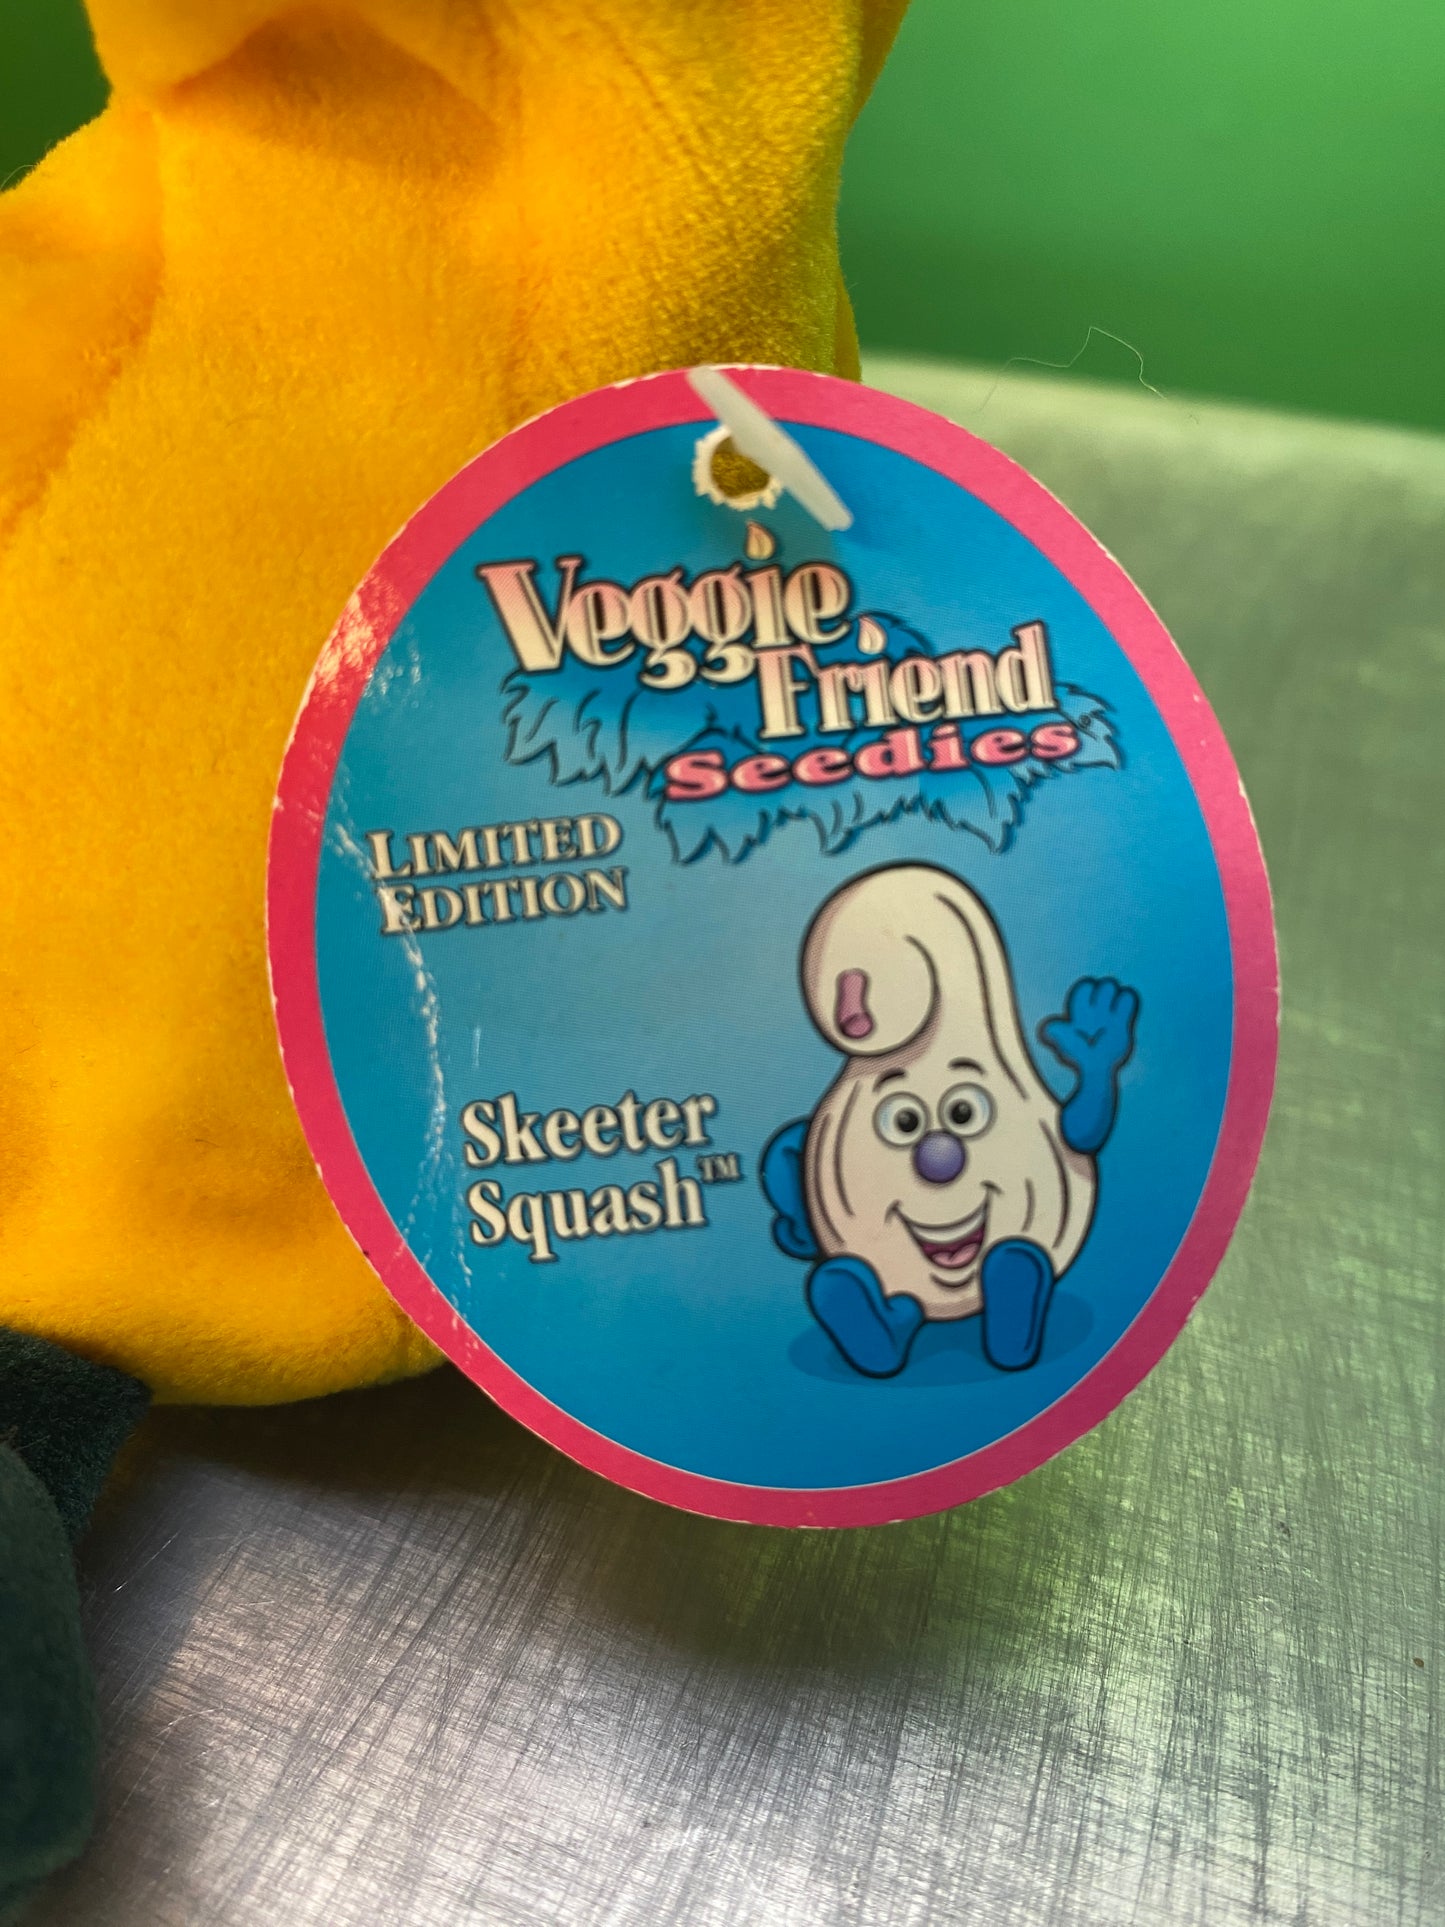 Veggie
Friend
Seedies®
LIMITED
EDITION
Skeeter
Squash™